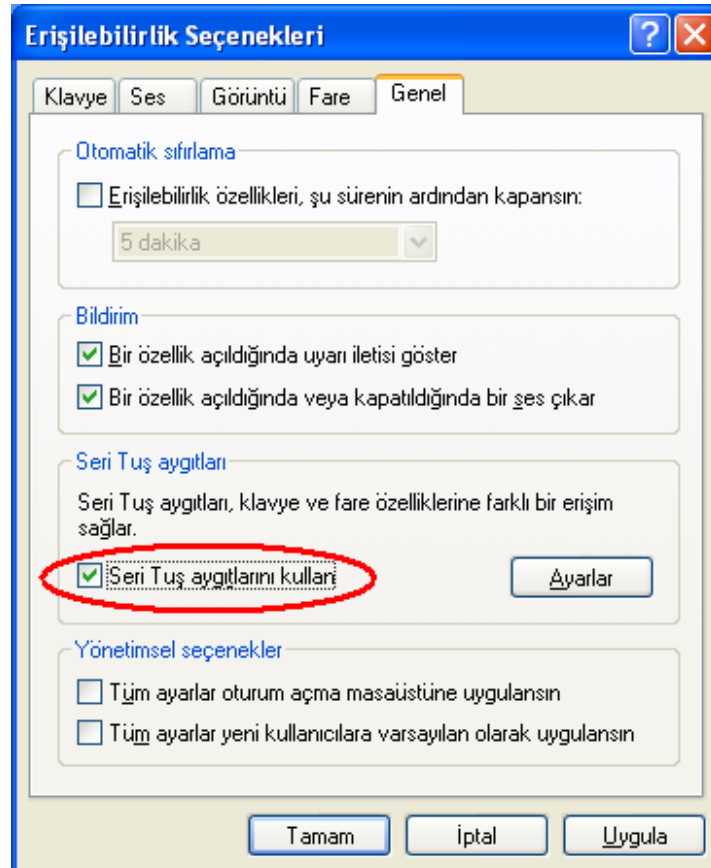 Erişilebilirlik Seçenekleri
Klavye Ses Görüntü Fare Genel
Otomatik sıfırlama
Erişilebilirlik özellikleri, şu sürenin ardından kapansın:
5 dakika
Bildirim
Bir özellik açıldığında uyarı iletisi göster
Bir özellik açıldığında veya kapatıldığında bir ses çıkar
Seri Tuş aygıtları
Seri Tuş aygıtları, klavye ve fare özelliklerine farklı bir erişim
sağlar.
Seri Tuş aygıtlarını kullan
Ayarlar
Yönetimsel seçenekler
Tüm ayarlar oturum açma masaüstüne uygulansın
Tüm ayarlar yeni kullanıcılara varsayılan olarak uygulansın
Tamam İptal Uygula